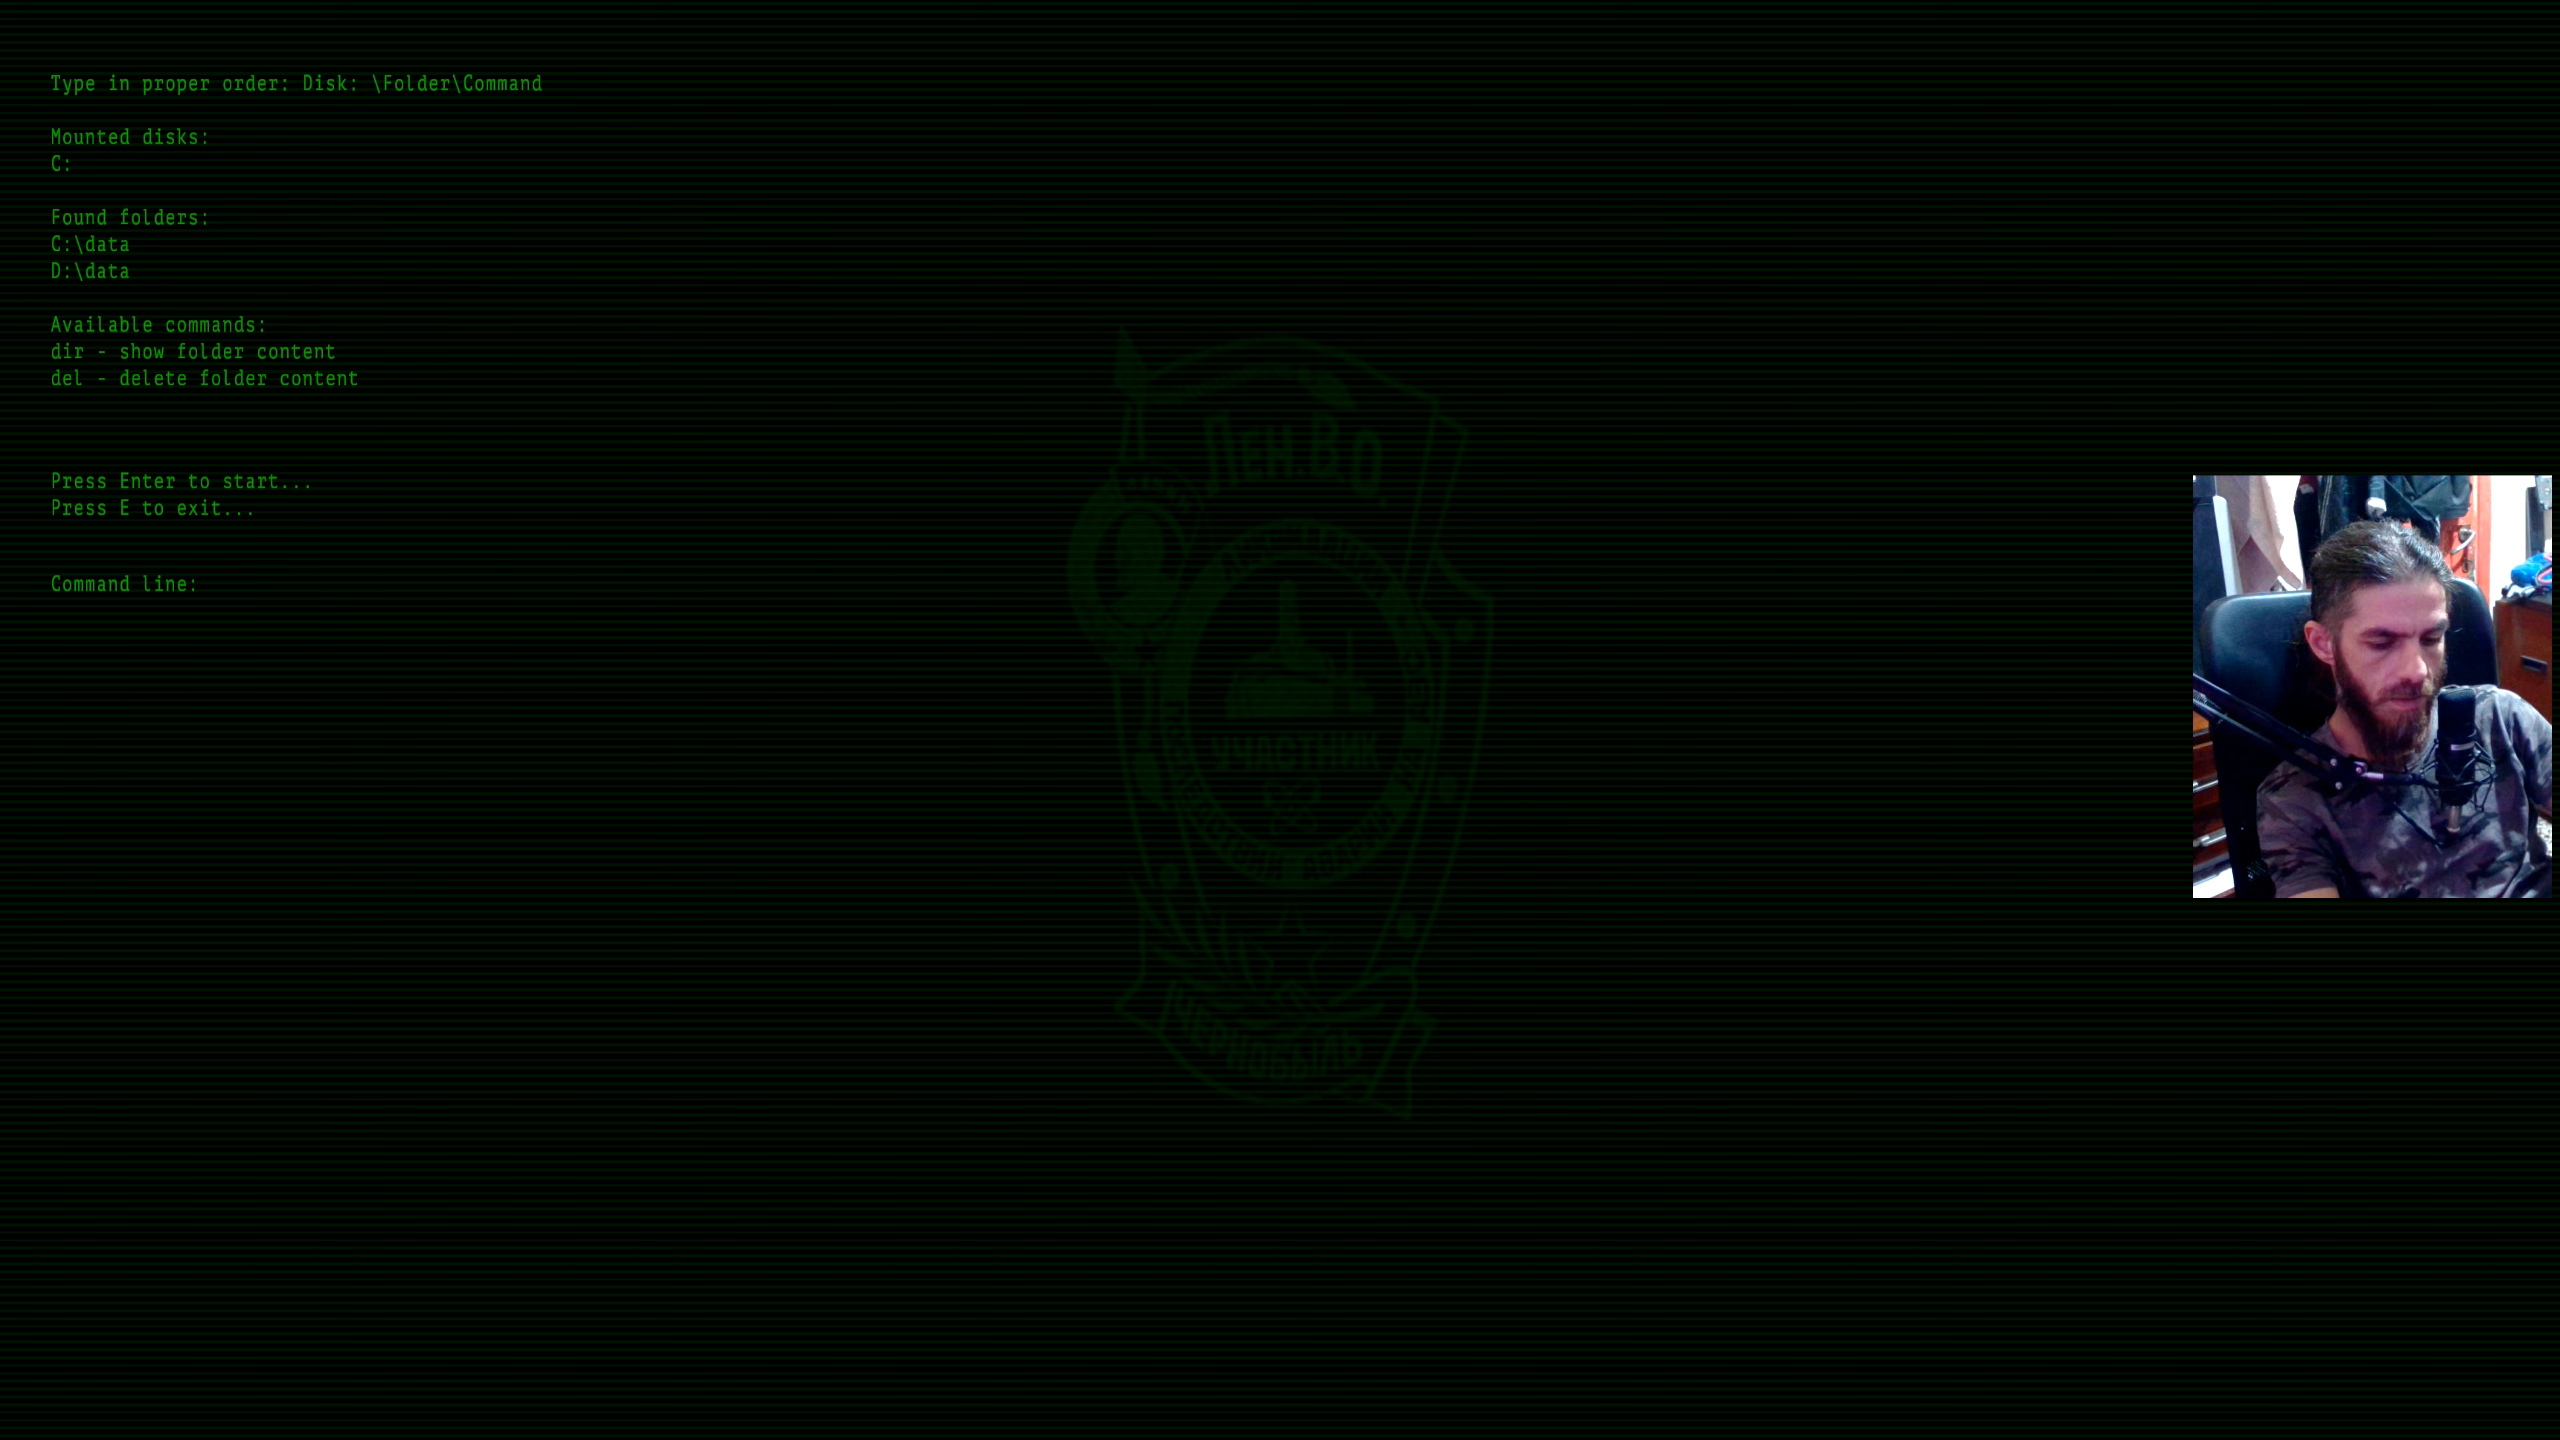 Type in proper order: Disk: \Folder\Command
Mounted disks:
C:
Found folders:
C:\data
D:\data
Available commands:
dir - show folder content
del - delete folder content
Press Enter to start...
Press E to exit...
Command line:
ЛЕН.В.О.
УЧАСТНИК
ЧЕРНОБЫЛЬ